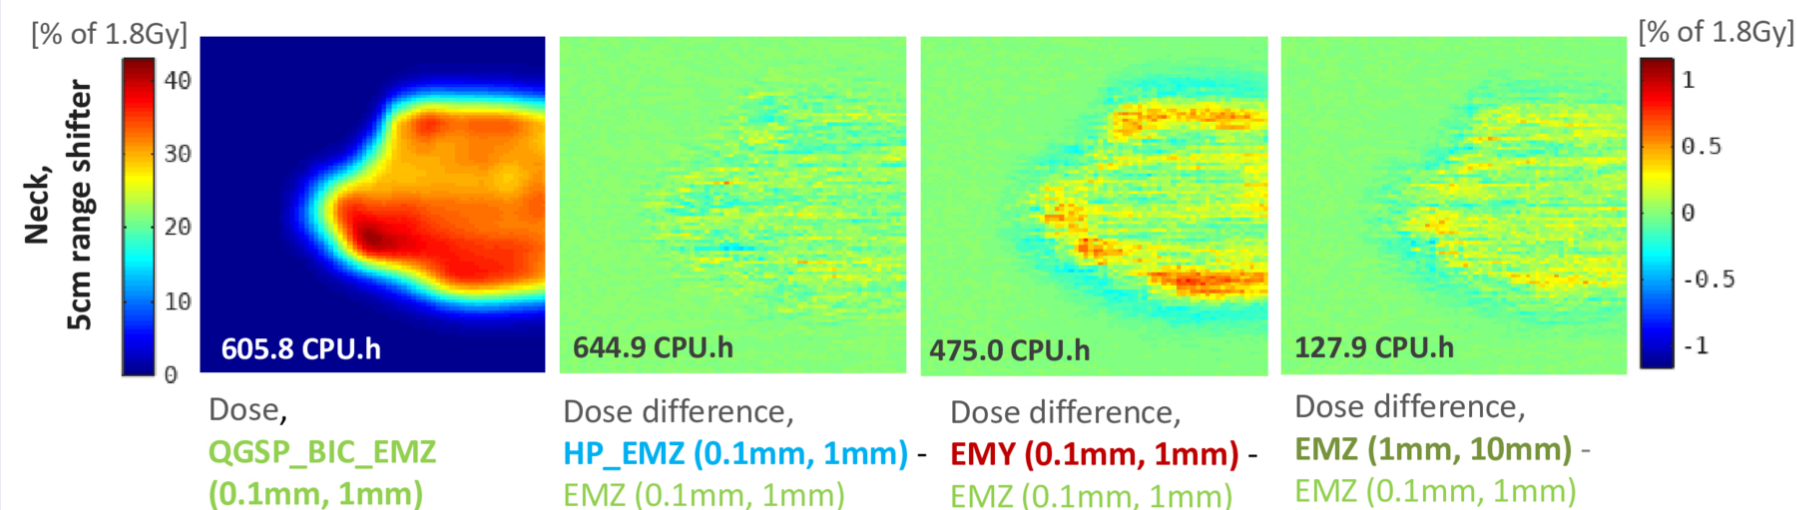 [% of 1.8Gy]
[% of 1.8Gy]
Neck,
5cm range shifter
40
30
20
10
0
1
0.5
0
-0.5
-1
605.8 CPU.h
644.9 CPU.h
475.0 CPU.h
127.9 CPU.h
Dose,
QGSP_BIC_EMZ
(0.1mm, 1mm)
Dose difference,
HP_EMZ (0.1mm, 1mm) -
EMZ (0.1mm, 1mm)
Dose difference,
EMY (0.1mm, 1mm) -
EMZ (0.1mm, 1mm)
Dose difference,
EMZ (1mm, 10mm) -
EMZ (0.1mm, 1mm)